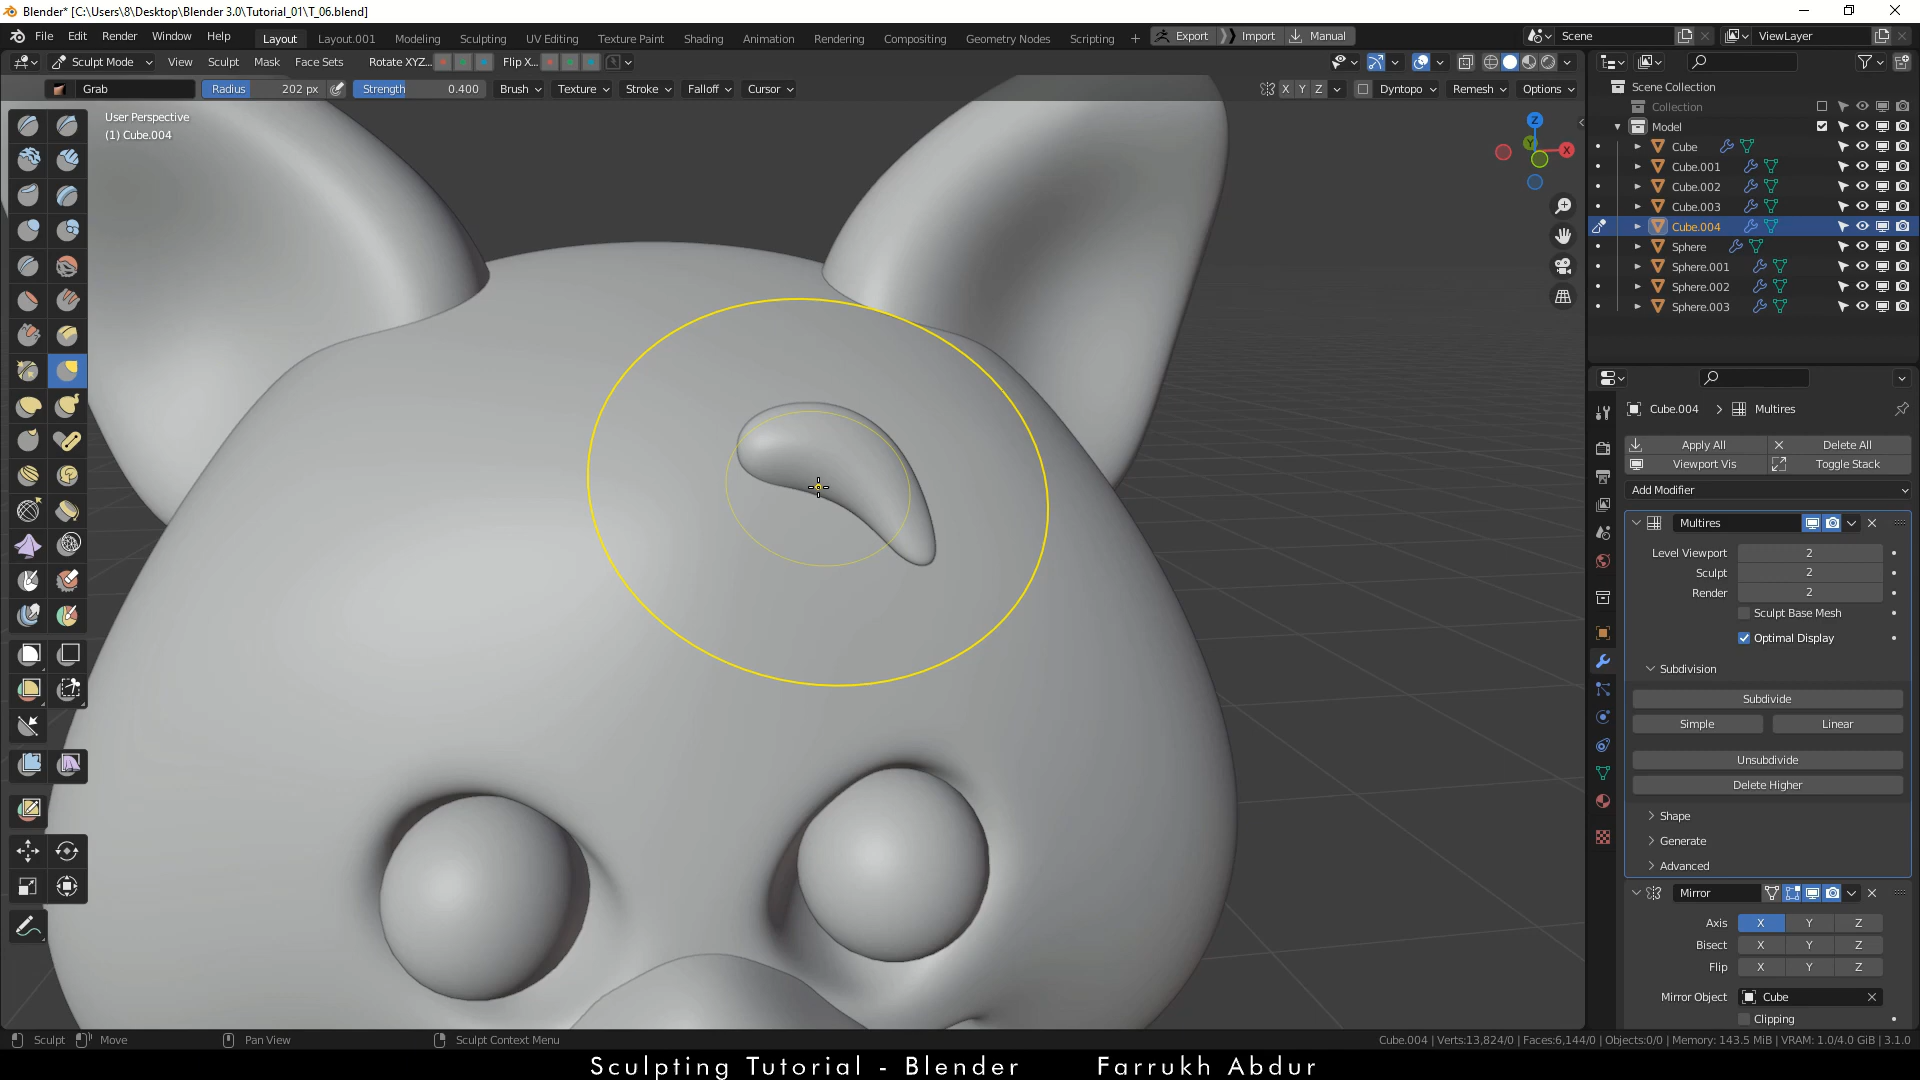 Blender* [C:\Users\8\Desktop\Blender 3.0\Tutorial_01\T_06.blend]
File Edit Render Window Help Layout Layout.001 Modeling Sculpting UV Editing Texture Paint Shading Animation Rendering Compositing Geometry Nodes Scripting + Export Import Manual Scene ViewLayer
Sculpt Mode View Sculpt Mask Face Sets Rotate XYZ... Flip X...
Grab Radius 202 px Strength 0.400 Brush Texture Stroke Falloff Cursor X Y Z Dyntopo Remesh Options
User Perspective
(1) Cube.004
Z
Y
X
Scene Collection
Collection
Model
Cube
Cube.001
Cube.002
Cube.003
Cube.004
Sphere
Sphere.001
Sphere.002
Sphere.003
Cube.004 > Multires
Apply All Delete All
Viewport Vis Toggle Stack
Add Modifier
Multires
Level Viewport 2
Sculpt 2
Render 2
Sculpt Base Mesh
Optimal Display
Subdivision
Subdivide
Simple Linear
Unsubdivide
Delete Higher
Shape
Generate
Advanced
Mirror
Axis X Y Z
Bisect X Y Z
Flip X Y Z
Mirror Object Cube
Clipping
Sculpt Move Pan View Sculpt Context Menu Cube.004 | Verts:13,824/0 | Faces:6,144/0 | Objects:0/0 | Memory: 143.5 MiB | VRAM: 1.0/4.0 GiB | 3.1.0
Sculpting Tutorial - Blender Farrukh Abdur